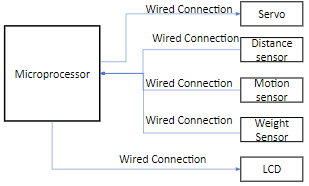 Wired Connection
Servo
Wired Connection
Distance
sensor
Microprocessor
Wired Connection
Motion
sensor
Wired Connection
Weight
Sensor
Wired Connection
LCD